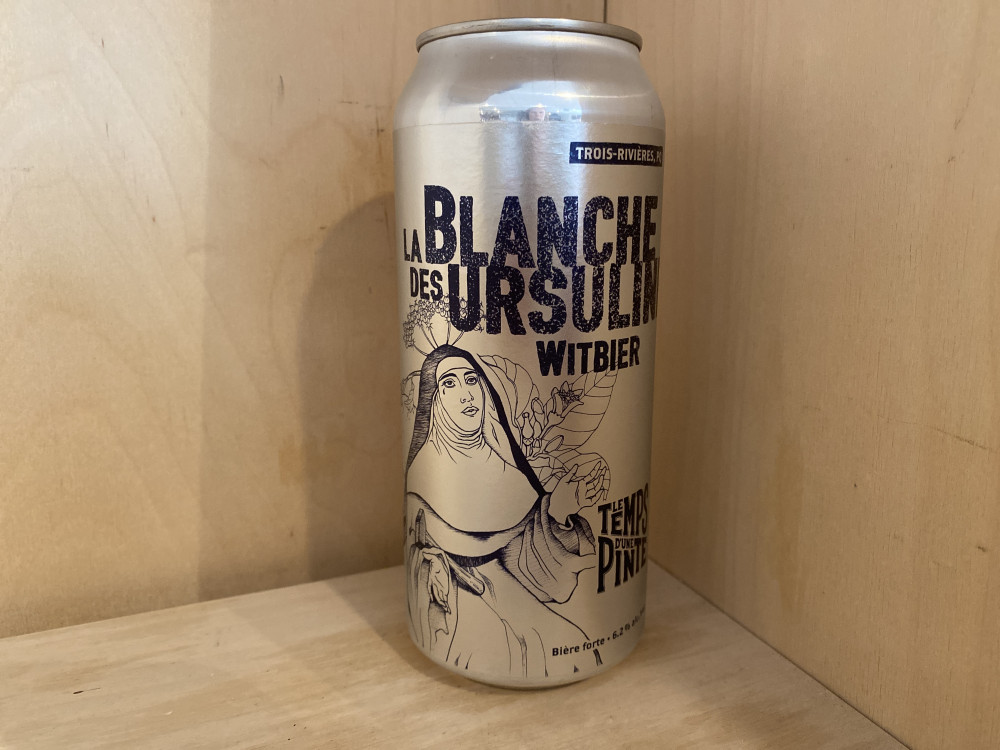 TROIS-RIVIÈRES,
LA BLANCHE
DES URSULIN
WITBIER
LE TEMPS
D'UNE
PINTE
Bière forte • 6.2 %